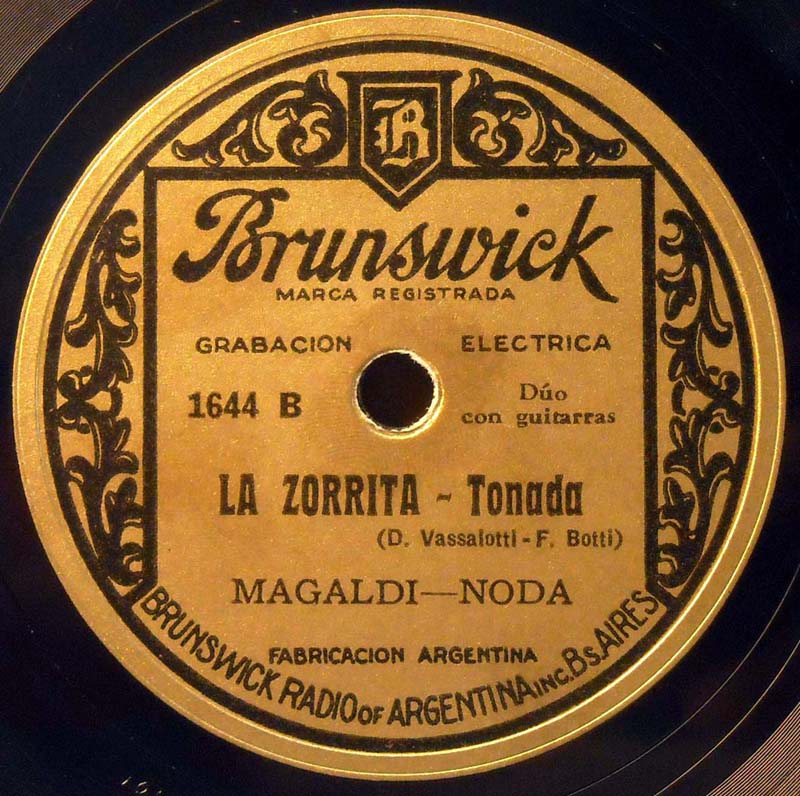 B
Brunswick
MARCA REGISTRADA
GRABACION ELECTRICA
1644 B
Dúo
con guitarras
LA ZORRITA - Tonada
(D. Vassalotti - F. Botti)
MAGALDI—NODA
FABRICACION ARGENTINA
BRUNSWICK RADIO OF ARGENTINA INC. Bs. AIRES